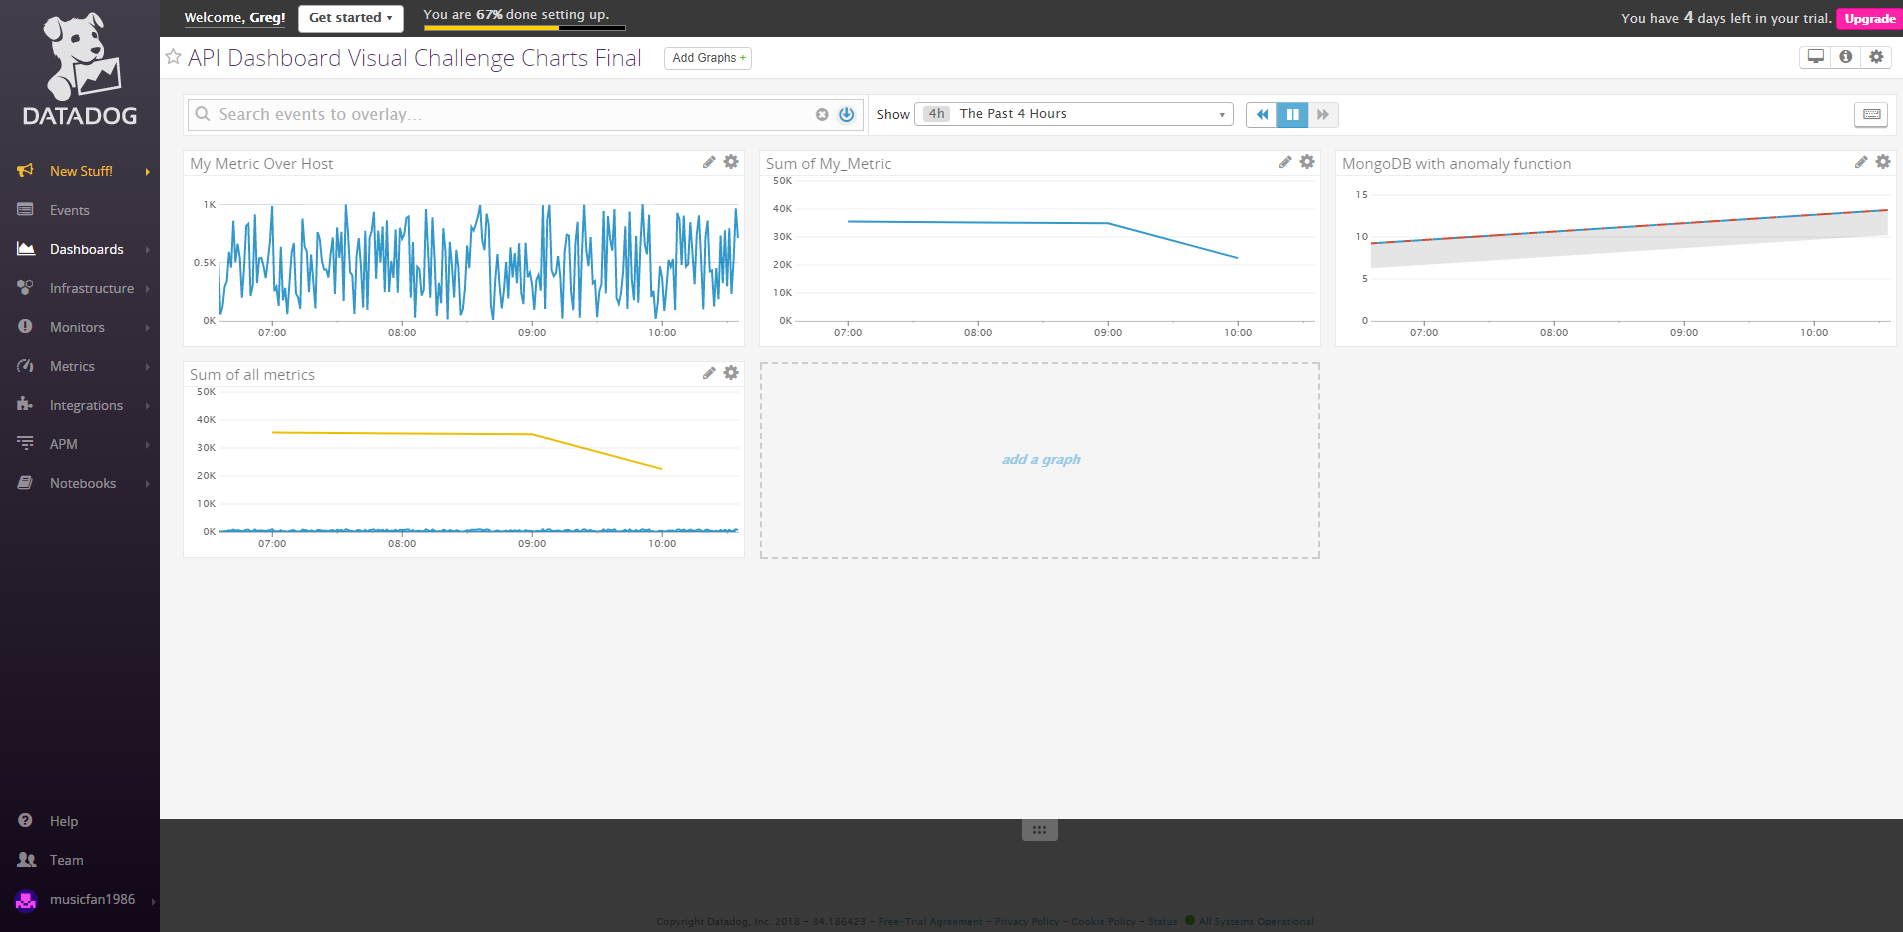 DATADOG
New Stuff!
Events
Dashboards
Infrastructure
Monitors
Metrics
Integrations
APM
Notebooks
Help
Team
musicfan1986
Welcome, Greg!
Get started
You are 67% done setting up.
You have 4 days left in your trial.
Upgrade
API Dashboard Visual Challenge Charts Final
Add Graphs +
Search events to overlay...
Show
4h The Past 4 Hours
My Metric Over Host
1K
0.5K
0K
07:00 08:00 09:00 10:00
Sum of My_Metric
50K
40K
30K
20K
10K
0K
07:00 08:00 09:00 10:00
MongoDB with anomaly function
15
10
5
0
07:00 08:00 09:00 10:00
Sum of all metrics
50K
40K
30K
20K
10K
0K
07:00 08:00 09:00 10:00
add a graph
Copyright Datadog, Inc. 2018 - 34.186423 - Free-Trial Agreement - Privacy Policy - Cookie Policy - Status All Systems Operational